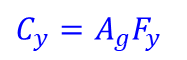 C_y = A_g F_y